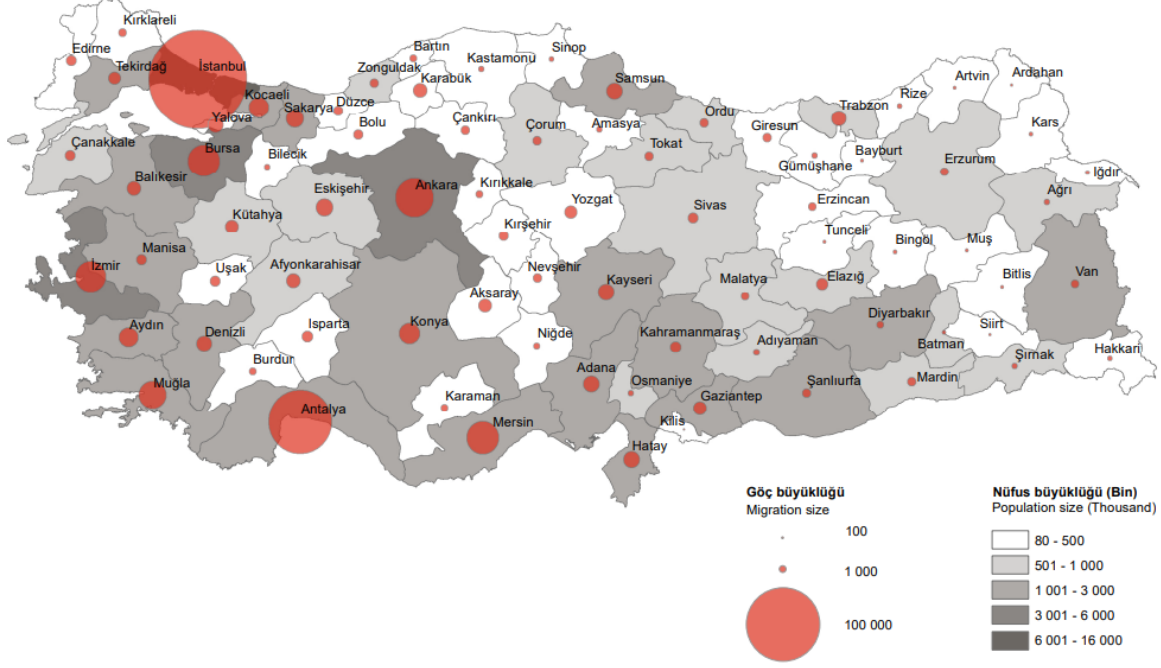 Kırklareli
Edirne
Tekirdağ
İstanbul
Kocaeli
Yalova
Sakarya
Düzce
Zonguldak
Bartın
Karabük
Kastamonu
Sinop
Samsun
Bolu
Çankırı
Çorum
Amasya
Ordu
Tokat
Giresun
Trabzon
Rize
Artvin
Ardahan
Kars
Gümüşhane
Bayburt
Erzurum
Iğdır
Ağrı
Çanakkale
Balıkesir
Bursa
Bilecik
Eskişehir
Ankara
Kırıkkale
Kırşehir
Yozgat
Sivas
Erzincan
Tunceli
Bingöl
Muş
Bitlis
Van
Kütahya
Manisa
İzmir
Uşak
Afyonkarahisar
Aksaray
Nevşehir
Kayseri
Malatya
Elazığ
Diyarbakır
Batman
Siirt
Şırnak
Hakkari
Aydın
Denizli
Isparta
Burdur
Konya
Niğde
Kahramanmaraş
Adıyaman
Mardin
Muğla
Antalya
Karaman
Mersin
Adana
Osmaniye
Gaziantep
Şanlıurfa
Kilis
Hatay
Göç büyüklüğü
Migration size
100
1 000
100 000
Nüfus büyüklüğü (Bin)
Population size (Thousand)
80 - 500
501 - 1 000
1 001 - 3 000
3 001 - 6 000
6 001 - 16 000